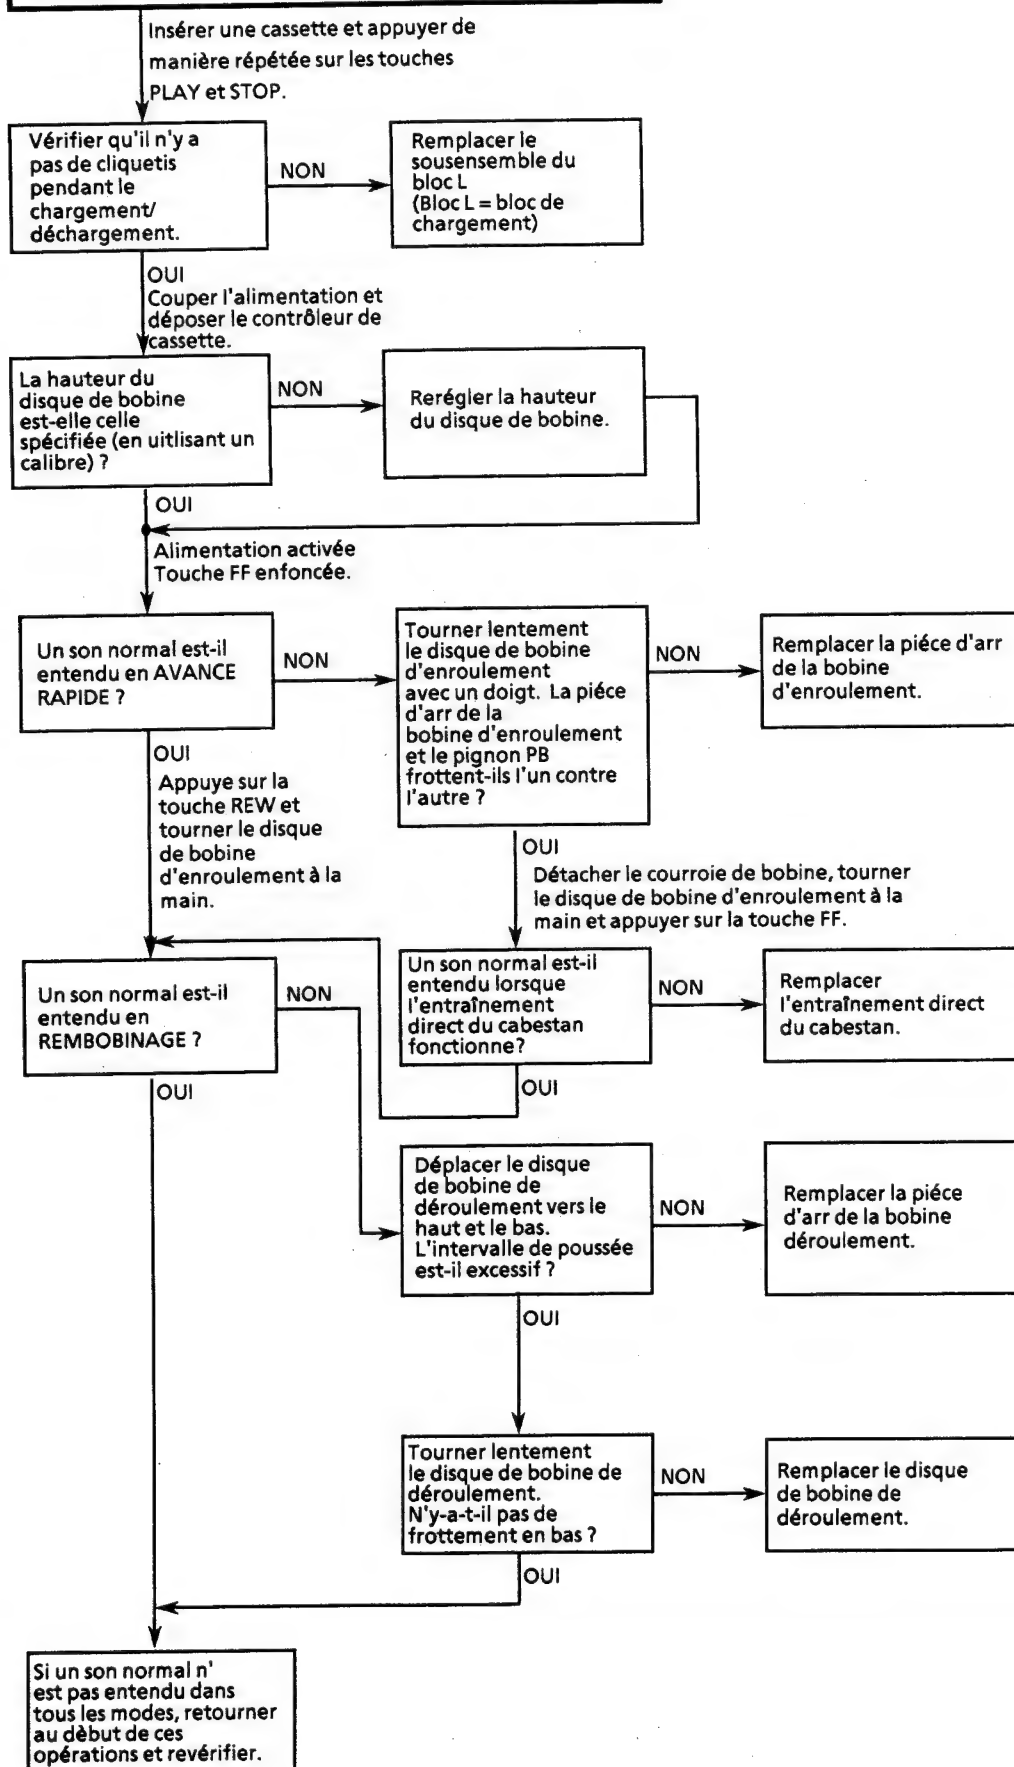 Insérer une cassette et appuyer de
manière répétée sur les touches
PLAY et STOP.
Vérifier qu'il n'y a
pas de cliquetis
pendant le
chargement/
déchargement.
NON
Remplacer le
sousensemble du
bloc L
(Bloc L = bloc de
chargement)
OUI
Couper l'alimentation et
déposer le contrôleur de
cassette.
La hauteur du
disque de bobine
est-elle celle
spécifiée (en uitlisant un
calibre) ?
NON
Rerégler la hauteur
du disque de bobine.
OUI
Alimentation activée
Touche FF enfoncée.
Un son normal est-il
entendu en AVANCE
RAPIDE ?
NON
Tourner lentement
le disque de bobine
d'enroulement
avec un doigt. La piéce
d'arr de la
bobine d'enroulement
et le pignon PB
frottent-ils l'un contre
l'autre ?
NON
Remplacer la piéce d'arr
de la bobine
d'enroulement.
OUI
Appuye sur la
touche REW et
tourner le disque
de bobine
d'enroulement à la
main.
OUI
Détacher le courroie de bobine, tourner
le disque de bobine d'enroulement à la
main et appuyer sur la touche FF.
Un son normal est-il
entendu en
REMBOBINAGE ?
NON
Un son normal est-il
entendu lorsque
l'entraînement
direct du cabestan
fonctionne?
NON
Remplacer
l'entraînement direct
du cabestan.
OUI
OUI
Déplacer le disque
de bobine de
déroulement vers le
haut et le bas.
L'intervalle de poussée
est-il excessif ?
NON
Remplacer la piéce
d'arr de la bobine
déroulement.
OUI
Tourner lentement
le disque de bobine de
déroulement.
N'y-a-t-il pas de
frottement en bas ?
NON
Remplacer le disque
de bobine de
déroulement.
OUI
Si un son normal n'
est pas entendu dans
tous les modes, retourner
au dèbut de ces
opérations et revérifier.